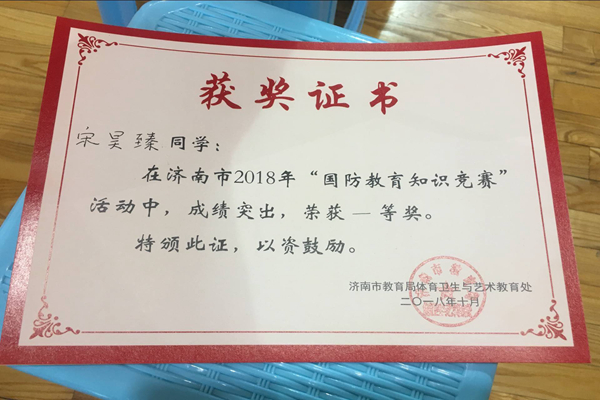 获奖证书
宋昊臻同学：
在济南市2018年“国防教育知识竞赛”
活动中，成绩突出，荣获一等奖。
特颁此证，以资鼓励。
济南市教育局体育卫生与艺术教育处
二〇一八年十月